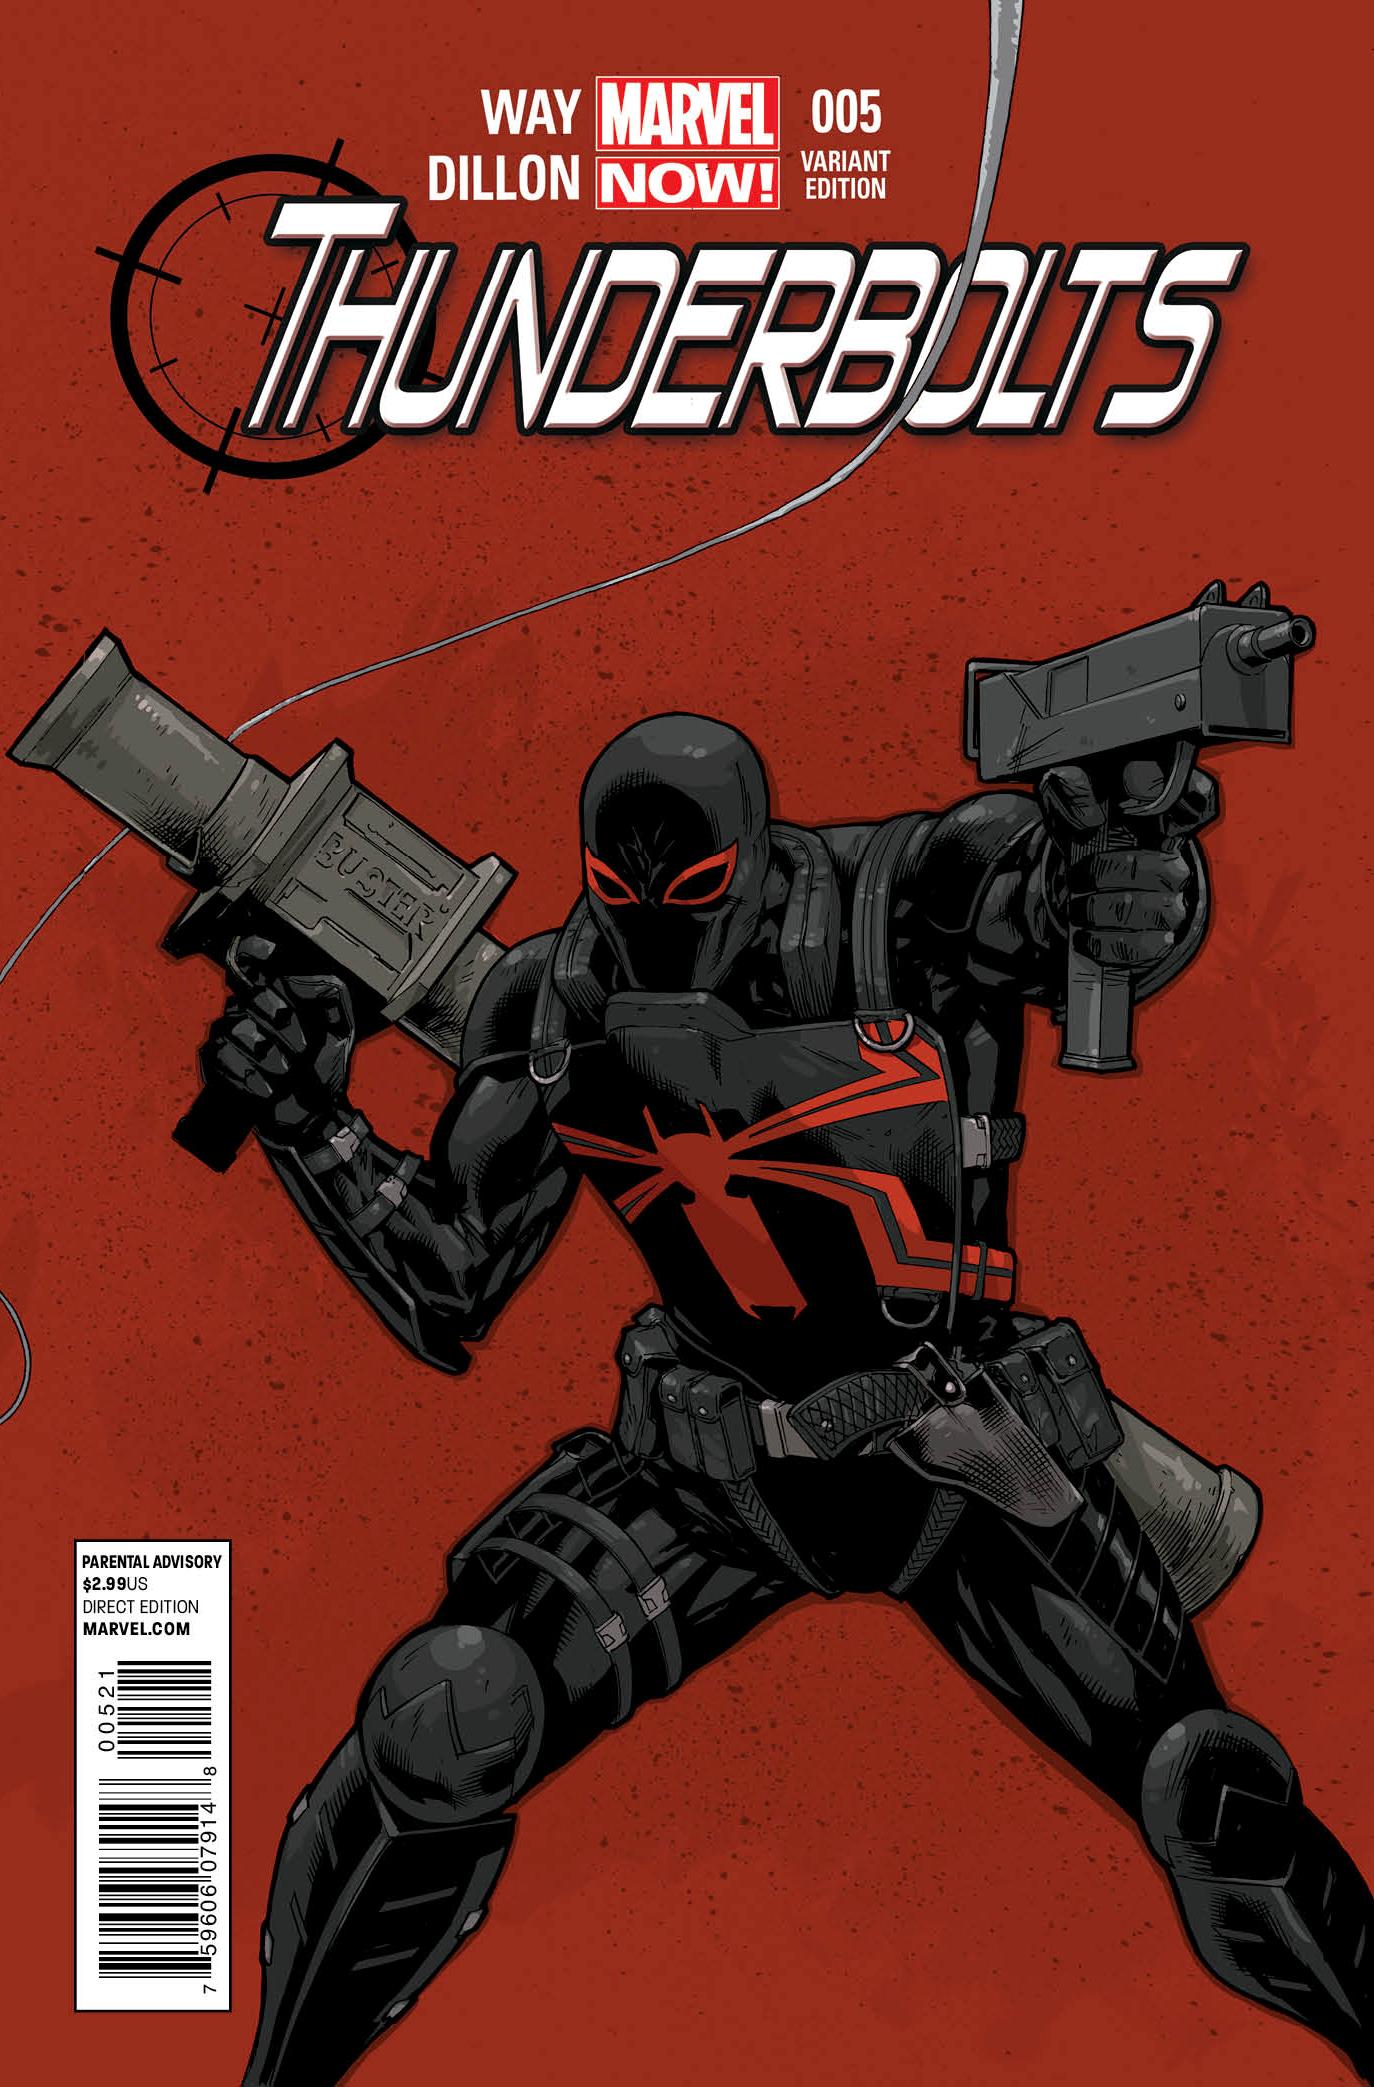 WAY
DILLON
MARVEL
NOW!
005
VARIANT
EDITION
THUNDERBOLTS
BUSTER
PARENTAL ADVISORY
$2.99US
DIRECT EDITION
MARVEL.COM
00521
7 59606 07914 8